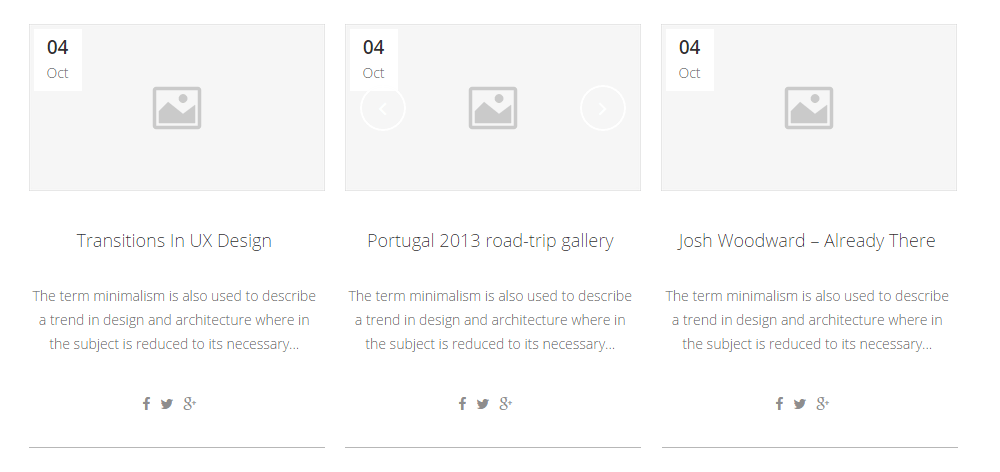 04
Oct
04
Oct
04
Oct
Transitions In UX Design
The term minimalism is also used to describe
a trend in design and architecture where in
the subject is reduced to its necessary...
Portugal 2013 road-trip gallery
The term minimalism is also used to describe
a trend in design and architecture where in
the subject is reduced to its necessary...
Josh Woodward – Already There
The term minimalism is also used to describe
a trend in design and architecture where in
the subject is reduced to its necessary...